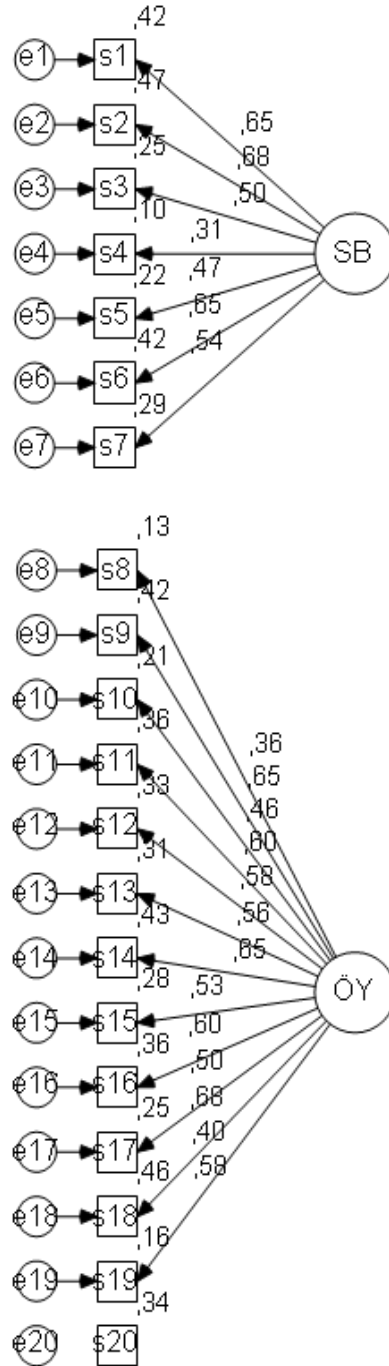 ,42
e1 s1
,47
,65
e2 s2
,68
,25
e3 s3
,50
,10
,31
e4 s4
SB
,22
,47
e5 s5
,65
,42
,54
e6 s6
,29
e7 s7
,13
e8 s8
,42
e9 s9
,21
e10 s10
,36
,36
e11 s11
,65
,33
,46
e12 s12
,60
,31
,58
e13 s13
,56
,43
,65
e14 s14
,28
,53
ÖY
e15 s15
,60
,36
,50
e16 s16
,25
,68
e17 s17
,40
,46
,58
e18 s18
,16
e19 s19
,34
e20 s20